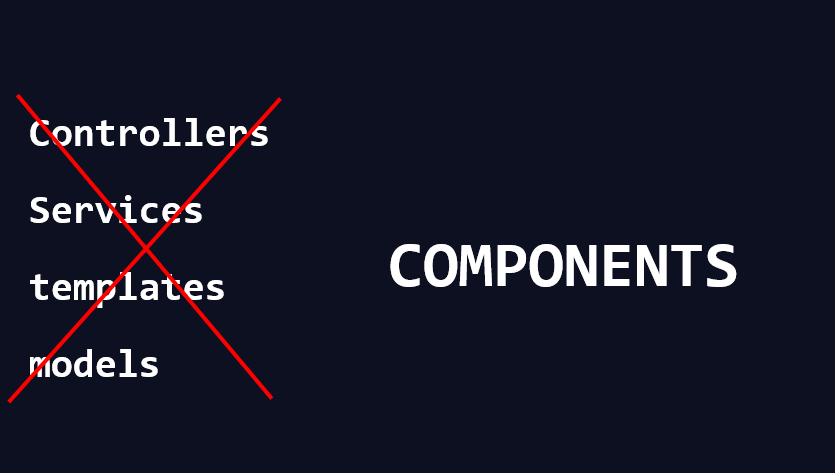 Controllers
Services
templates
models
COMPONENTS